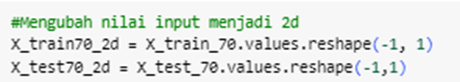 #Mengubah nilai input menjadi 2d
X_train70_2d = X_train_70.values.reshape(-1, 1)
X_test70_2d = X_test_70.values.reshape(-1,1)